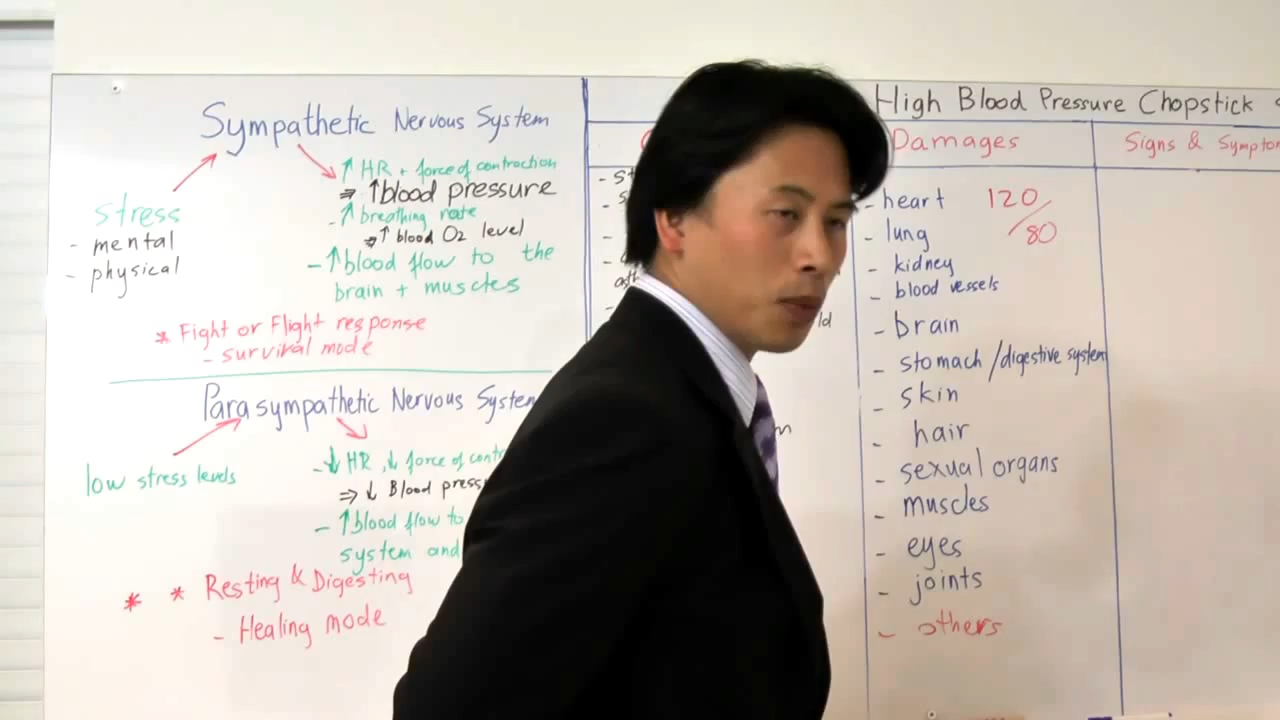 Sympathetic Nervous System
↑ HR + force of contraction
⇒ ↑ blood pressure
- ↑ breathing rate
⇒ ↑ blood O2 level
- ↑ blood flow to the
brain + muscles
stress
- mental
- physical
* Fight or Flight response
- survival mode
Parasympathetic Nervous System
low stress levels
- ↓ HR, ↓ force of
⇒ ↓ Blood
- ↑ blood flow to
system and
* * Resting & Digesting
- Healing mode
High Blood Pressure Chopstick
Damages
- heart 120/80
- lung
- kidney
- blood vessels
- brain
- stomach / digestive system
- skin
- hair
- sexual organs
- muscles
- eyes
- joints
- others
Signs &